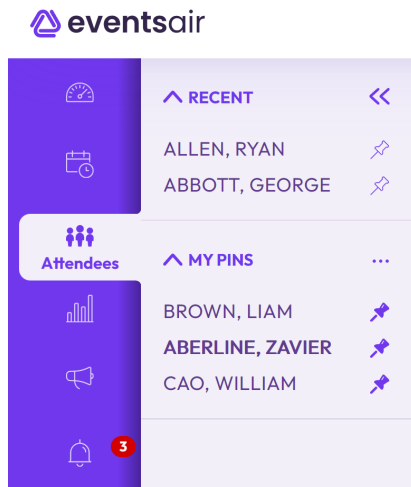 eventsair
RECENT
ALLEN, RYAN
ABBOTT, GEORGE
Attendees
MY PINS
...
BROWN, LIAM
ABERLINE, ZAVIER
CAO, WILLIAM
3